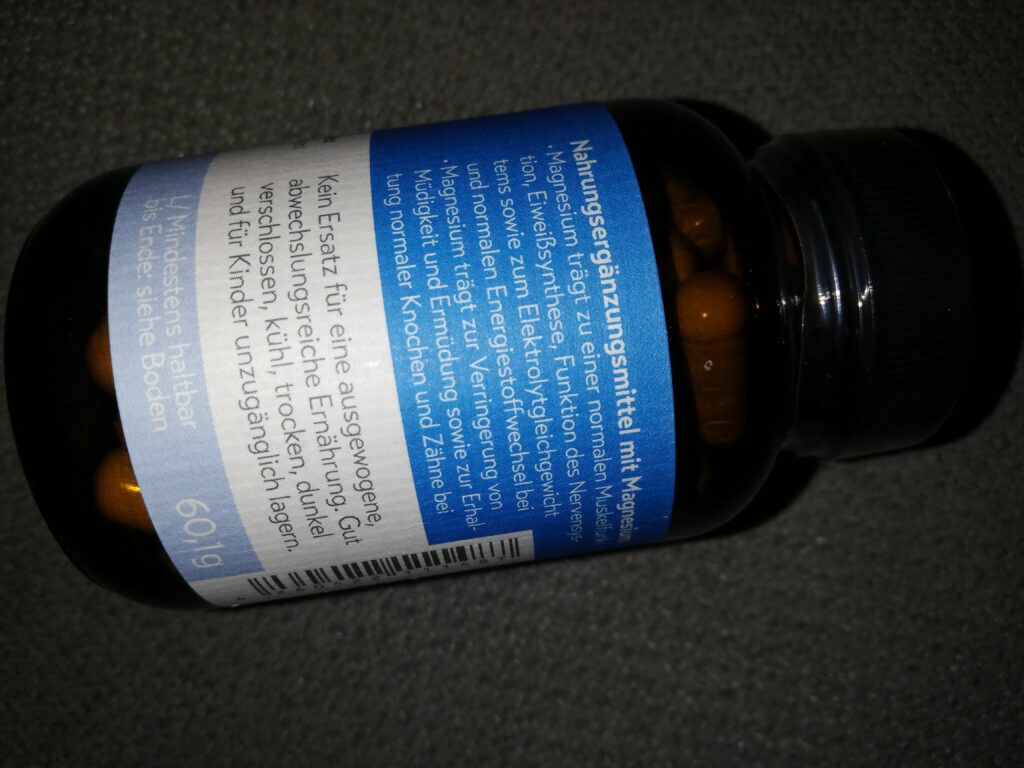 Nahrungsergänzungsmittel mit Magnesium
• Magnesium trägt zu einer normalen Muskelfunk-
tion, Eiweißsynthese, Funktion des Nervensys-
tems sowie zum Elektrolytgleichgewicht
und normalen Energiestoffwechsel bei
• Magnesium trägt zur Verringerung von
Müdigkeit und Ermüdung sowie zur Erhal-
tung normaler Knochen und Zähne bei
Kein Ersatz für eine ausgewogene,
abwechslungsreiche Ernährung. Gut
verschlossen, kühl, trocken, dunkel
und für Kinder unzugänglich lagern.
Mindestens haltbar
bis Ende: siehe Boden
60,1g